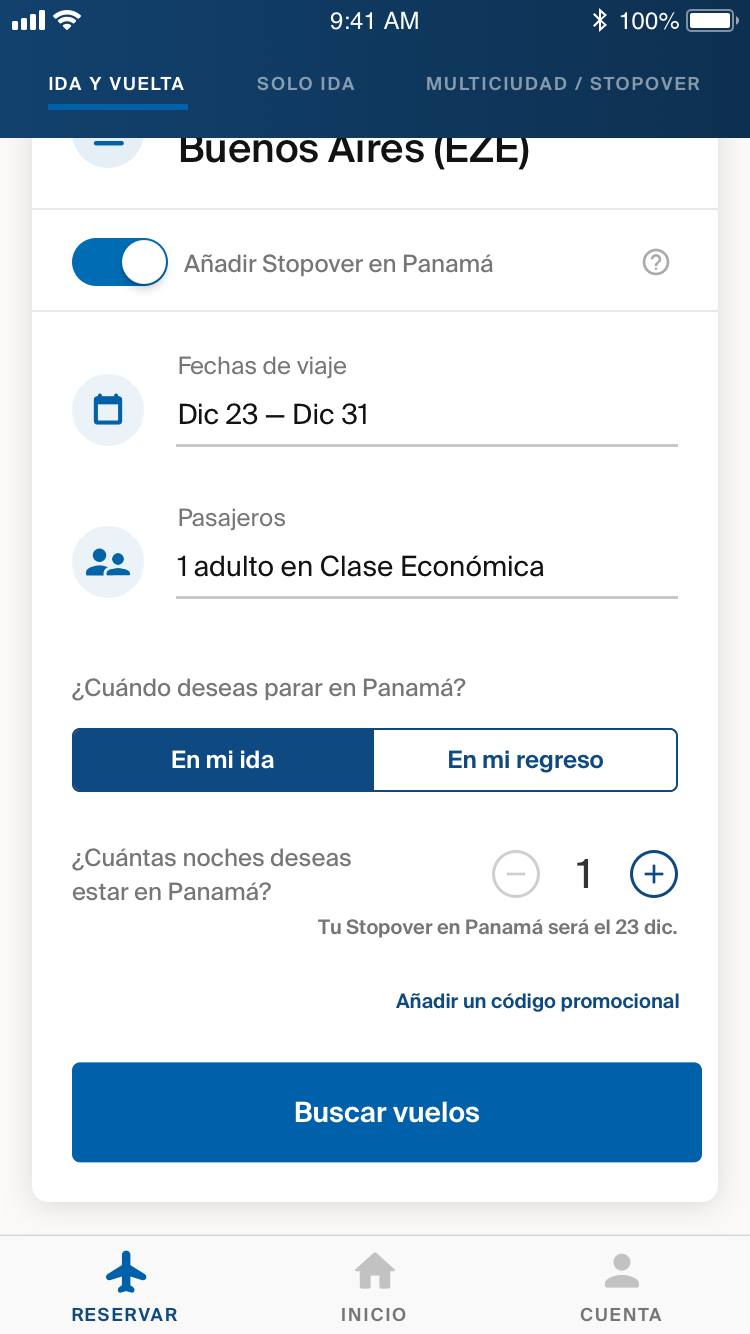 9:41 AM
100%
IDA Y VUELTA
SOLO IDA
MULTICIUDAD / STOPOVER
Buenos Aires (EZE)
Añadir Stopover en Panamá
?
Fechas de viaje
Dic 23 – Dic 31
Pasajeros
1 adulto en Clase Económica
¿Cuándo deseas parar en Panamá?
En mi ida
En mi regreso
¿Cuántas noches deseas
estar en Panamá?
1
Tu Stopover en Panamá será el 23 dic.
Añadir un código promocional
Buscar vuelos
RESERVAR
INICIO
CUENTA